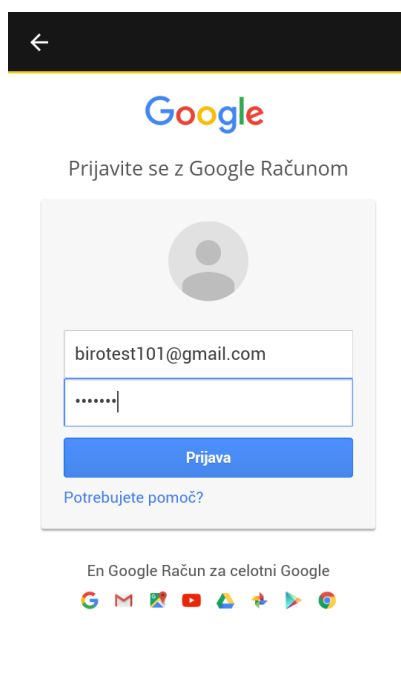 Google
Prijavite se z Google Računom
birotest101@gmail.com
•••••••
Prijava
Potrebujete pomoč?
En Google Račun za celotni Google